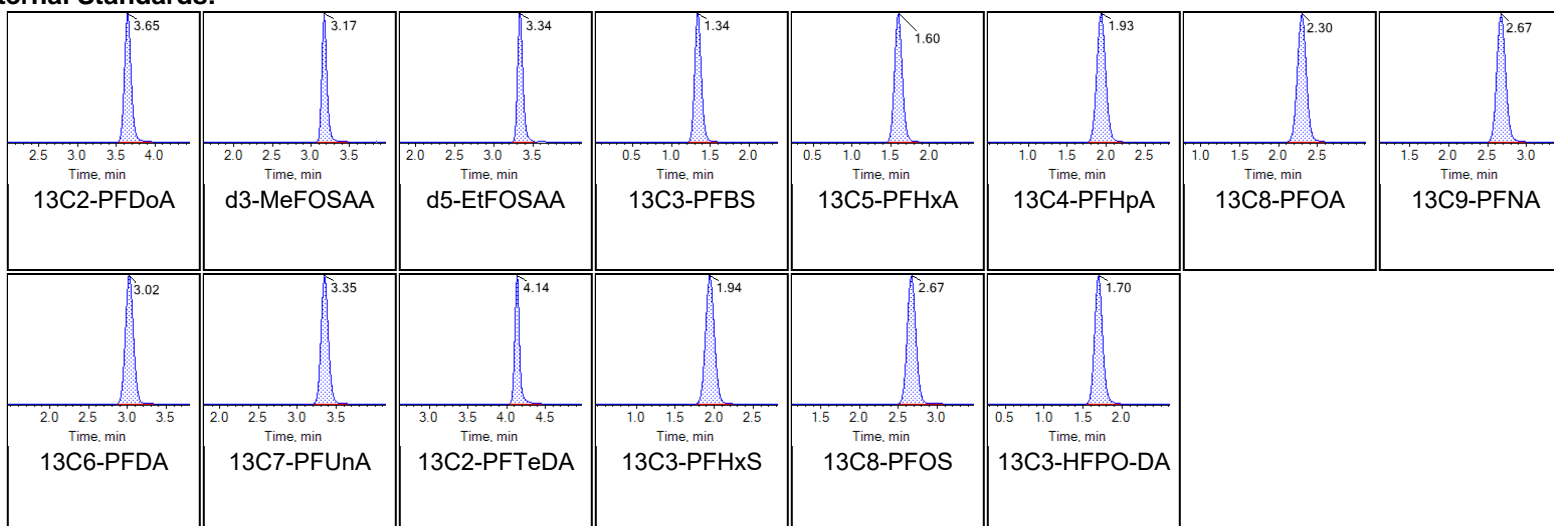 ternal Standards:
3.65 3.17 3.34 1.34 1.60 1.93 2.30 2.67
2.5 3.0 3.5 4.0 2.0 2.5 3.0 3.5 2.0 2.5 3.0 3.5 0.5 1.0 1.5 2.0 0.5 1.0 1.5 2.0 1.0 1.5 2.0 2.5 1.0 1.5 2.0 2.5 1.5 2.0 2.5 3.0
Time, min Time, min Time, min Time, min Time, min Time, min Time, min Time, min
13C2-PFDoA d3-MeFOSAA d5-EtFOSAA 13C3-PFBS 13C5-PFHxA 13C4-PFHpA 13C8-PFOA 13C9-PFNA
3.02 3.35 4.14 1.94 2.67 1.70
2.0 2.5 3.0 3.5 2.0 2.5 3.0 3.5 3.0 3.5 4.0 4.5 1.0 1.5 2.0 2.5 1.5 2.0 2.5 3.0 0.5 1.0 1.5 2.0
Time, min Time, min Time, min Time, min Time, min Time, min
13C6-PFDA 13C7-PFUnA 13C2-PFTeDA 13C3-PFHxS 13C8-PFOS 13C3-HFPO-DA